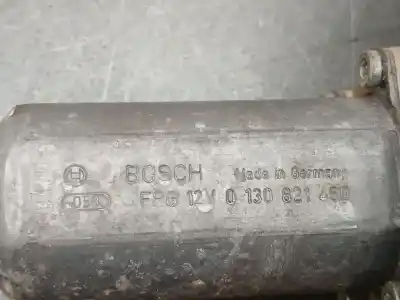 BOSCH Made in Germany
FPG 12V 0 130 821 450